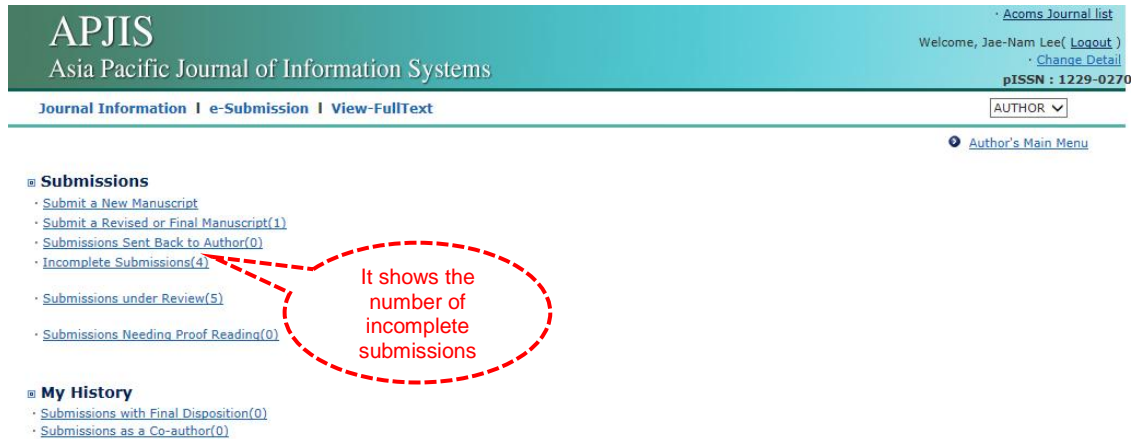 · Acoms Journal list
APJIS
Welcome, Jae-Nam Lee( Logout )
· Change Detail
Asia Pacific Journal of Information Systems
pISSN : 1229-0270
Journal Information I e-Submission I View-FullText
AUTHOR
Author's Main Menu
Submissions
· Submit a New Manuscript
· Submit a Revised or Final Manuscript(1)
· Submissions Sent Back to Author(0)
· Incomplete Submissions(4)
· Submissions under Review(5)
· Submissions Needing Proof Reading(0)
It shows the
number of
incomplete
submissions
My History
· Submissions with Final Disposition(0)
· Submissions as a Co-author(0)